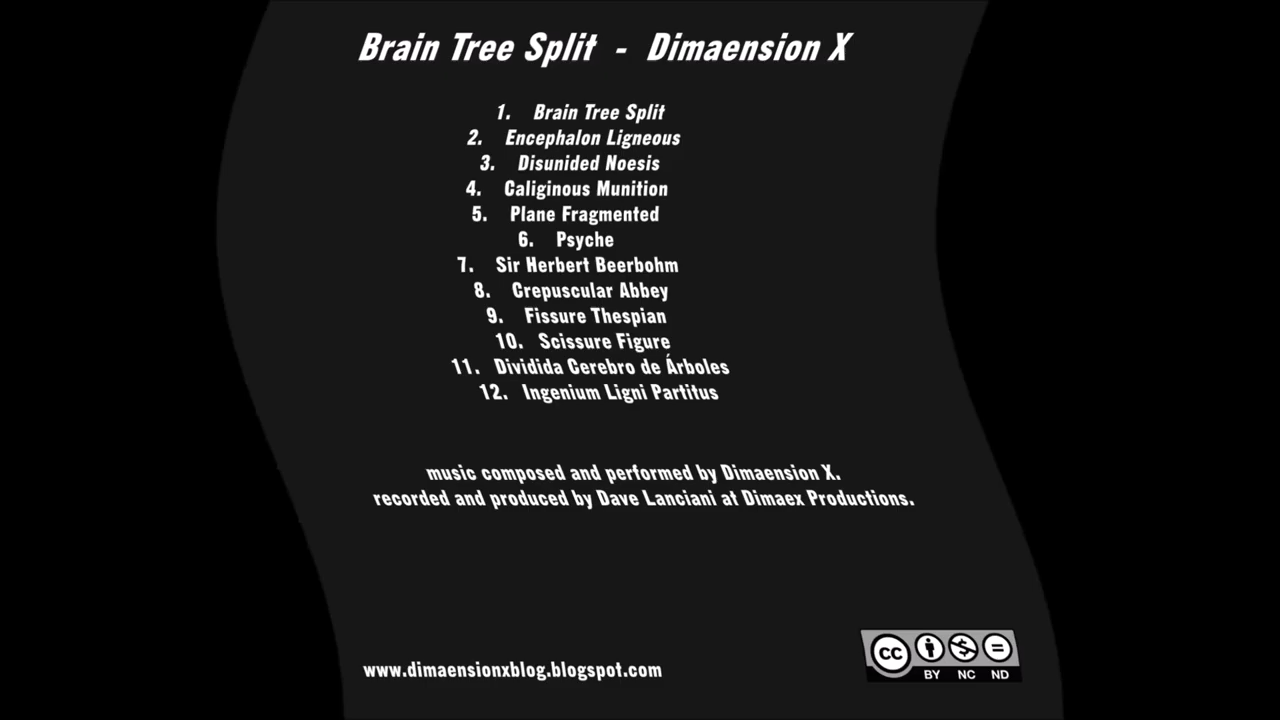 Brain Tree Split - Dimaension X
1. Brain Tree Split
2. Encephalon Ligneous
3. Disunided Noesis
4. Caliginous Munition
5. Plane Fragmented
6. Psyche
7. Sir Herbert Beerbohm
8. Crepuscular Abbey
9. Fissure Thespian
10. Scissure Figure
11. Dividida Cerebro de Árboles
12. Ingenium Ligni Partitus
music composed and performed by Dimaension X.
recorded and produced by Dave Lanciani at Dimaex Productions.
www.dimaensionxblog.blogspot.com
cc
BY NC ND